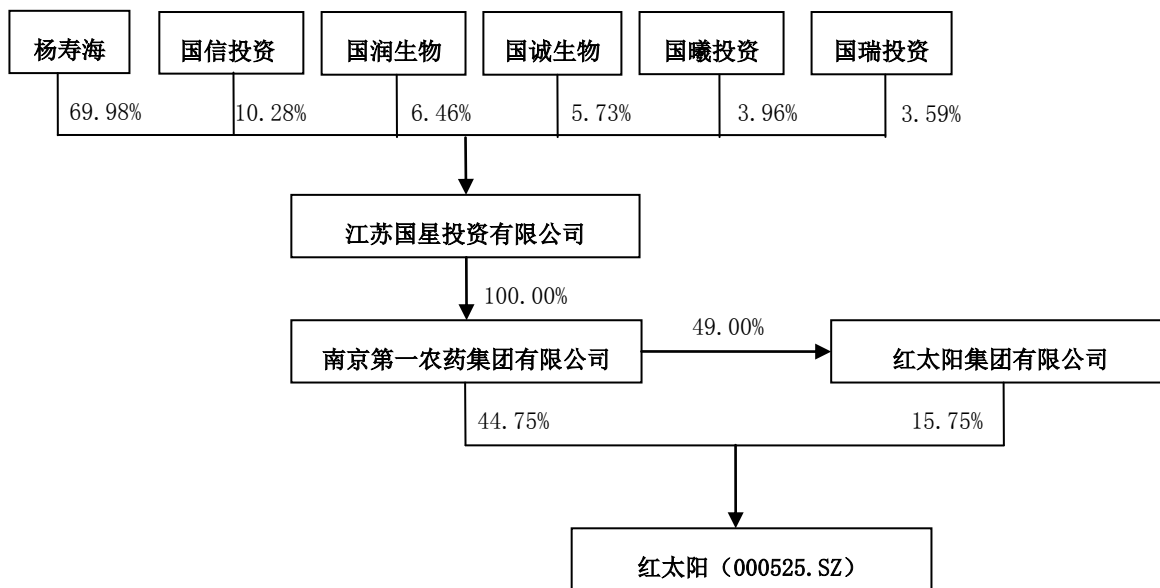 杨寿海 国信投资 国润生物 国诚生物 国曦投资 国瑞投资
69.98% 10.28% 6.46% 5.73% 3.96% 3.59%
江苏国星投资有限公司
100.00%
49.00%
南京第一农药集团有限公司 红太阳集团有限公司
44.75% 15.75%
红太阳（000525.SZ）